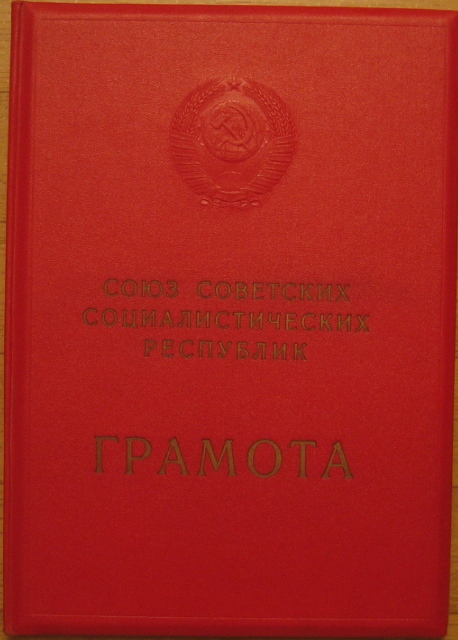 СОЮЗ СОВЕТСКИХ
СОЦИАЛИСТИЧЕСКИХ
РЕСПУБЛИК
ГРАМОТА